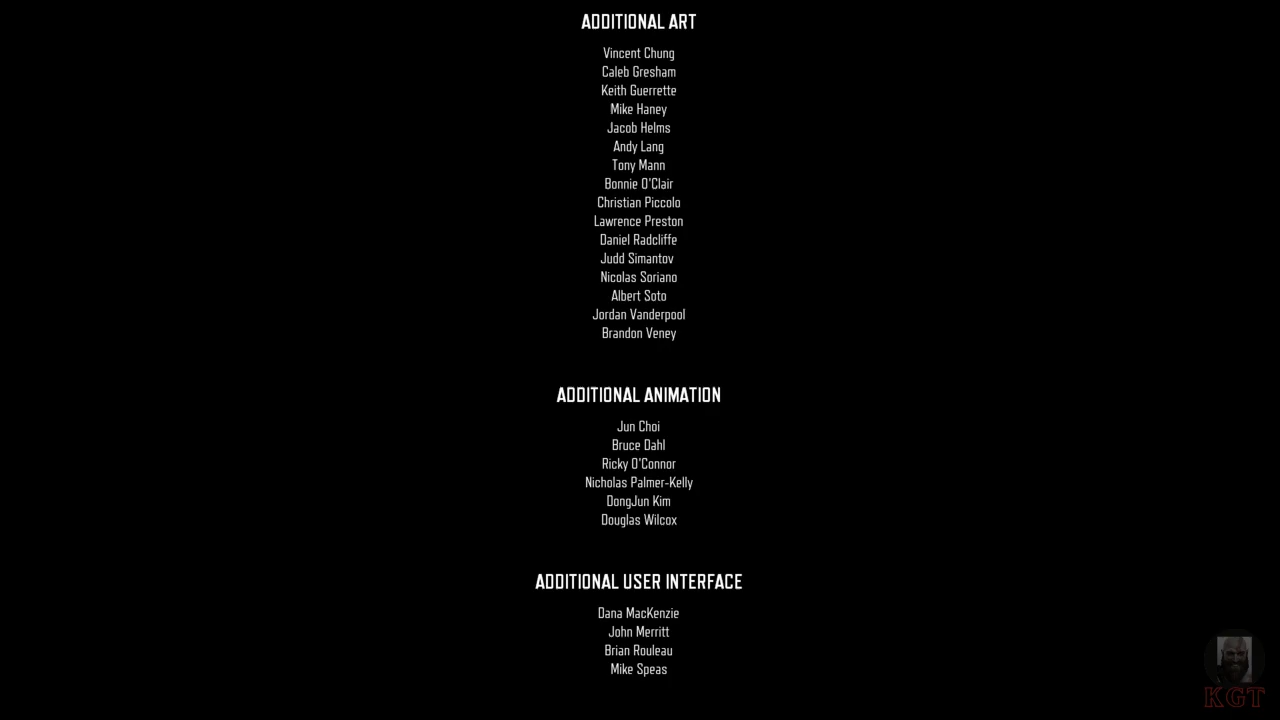 ADDITIONAL ART
Vincent Chung
Caleb Gresham
Keith Guerrette
Mike Haney
Jacob Helms
Andy Lang
Tony Mann
Bonnie O'Clair
Christian Piccolo
Lawrence Preston
Daniel Radcliffe
Judd Simantov
Nicolas Soriano
Albert Soto
Jordan Vanderpool
Brandon Veney
ADDITIONAL ANIMATION
Jun Choi
Bruce Dahl
Ricky O'Connor
Nicholas Palmer-Kelly
DongJun Kim
Douglas Wilcox
ADDITIONAL USER INTERFACE
Dana MacKenzie
John Merritt
Brian Rouleau
Mike Speas
KGT